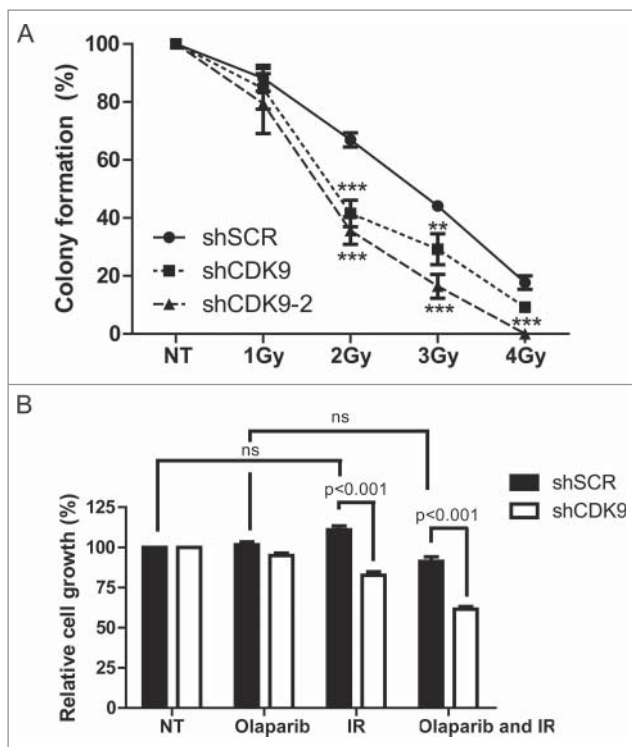 A
Colony formation (%)
100
80
60
40
20
0
***
**
***
***
***
shSCR
shCDK9
shCDK9-2
NT 1Gy 2Gy 3Gy 4Gy
B
ns
ns
p<0.001
p<0.001
shSCR
shCDK9
Relative cell growth (%)
125
100
75
50
25
0
NT Olaparib IR Olaparib and IR